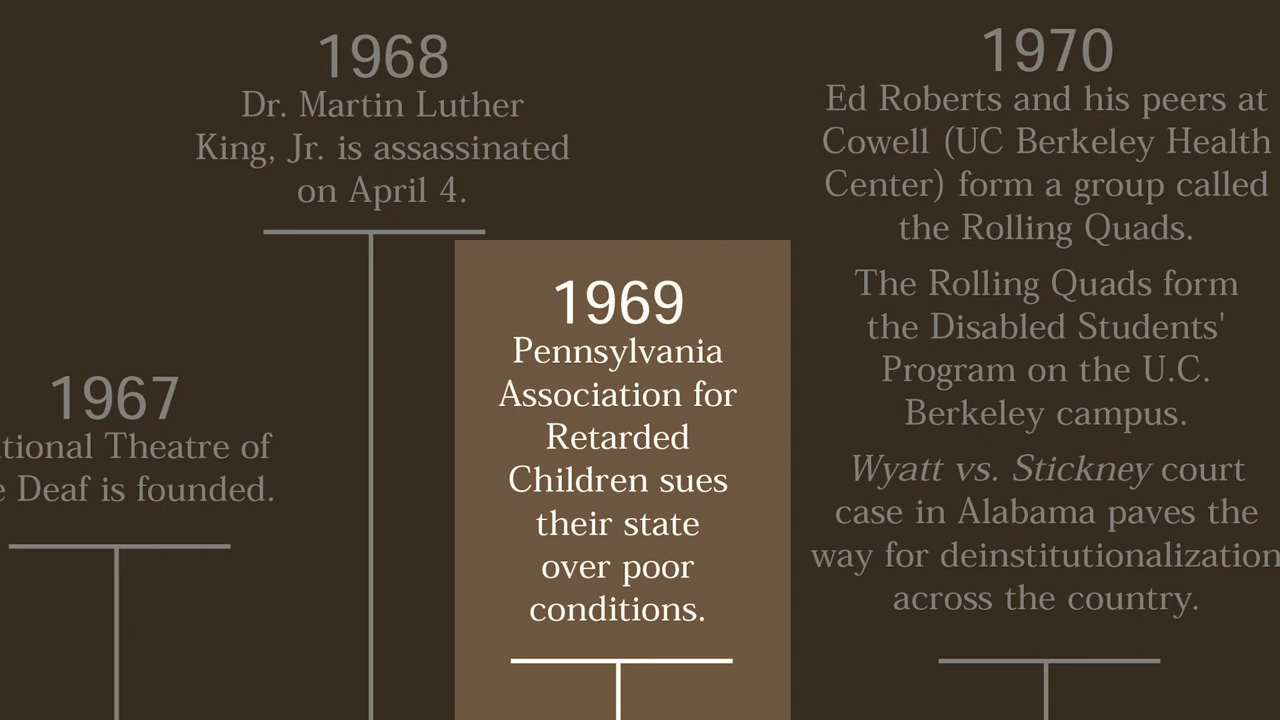 1967
tional Theatre of
e Deaf is founded.
1968
Dr. Martin Luther
King, Jr. is assassinated
on April 4.
1969
Pennsylvania
Association for
Retarded
Children sues
their state
over poor
conditions.
1970
Ed Roberts and his peers at
Cowell (UC Berkeley Health
Center) form a group called
the Rolling Quads.
The Rolling Quads form
the Disabled Students'
Program on the U.C.
Berkeley campus.
Wyatt vs. Stickney court
case in Alabama paves the
way for deinstitutionalization
across the country.